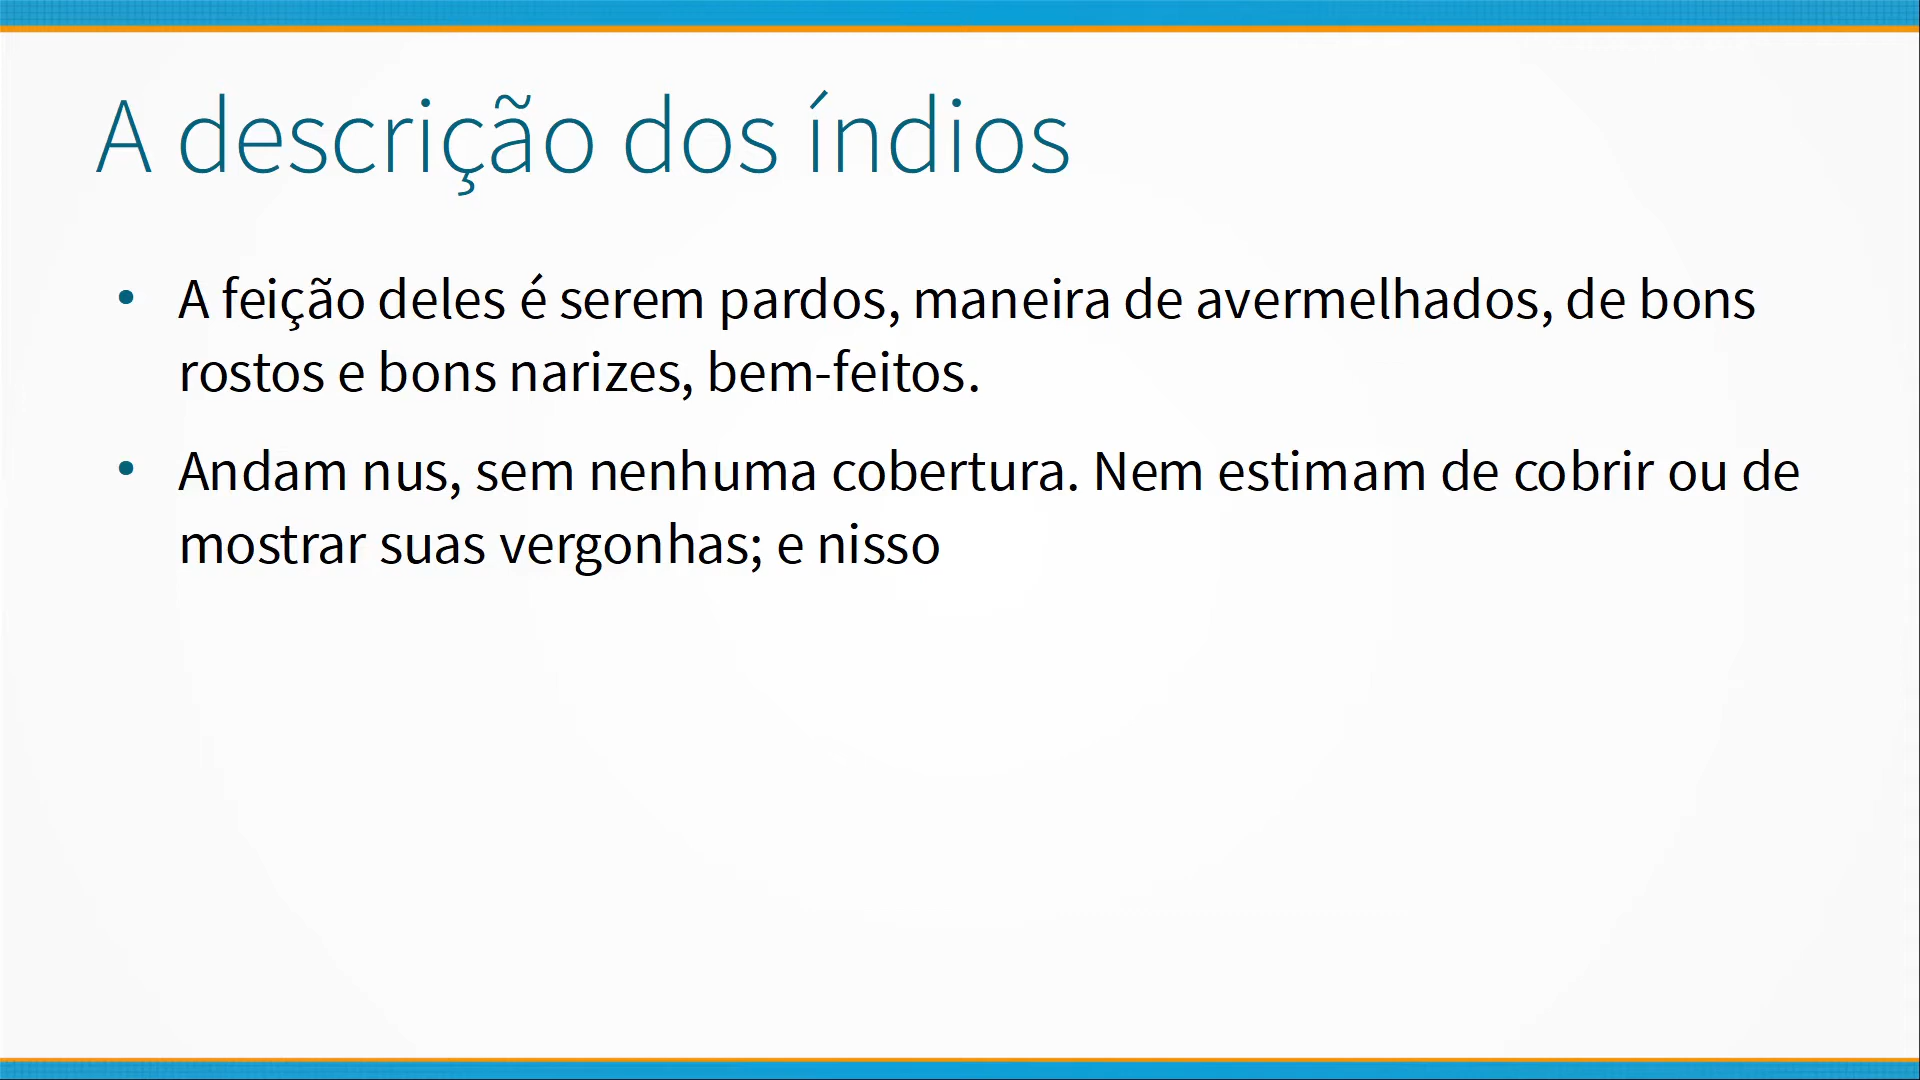 A descrição dos índios
• A feição deles é serem pardos, maneira de avermelhados, de bons
rostos e bons narizes, bem-feitos.
• Andam nus, sem nenhuma cobertura. Nem estimam de cobrir ou de
mostrar suas vergonhas; e nisso